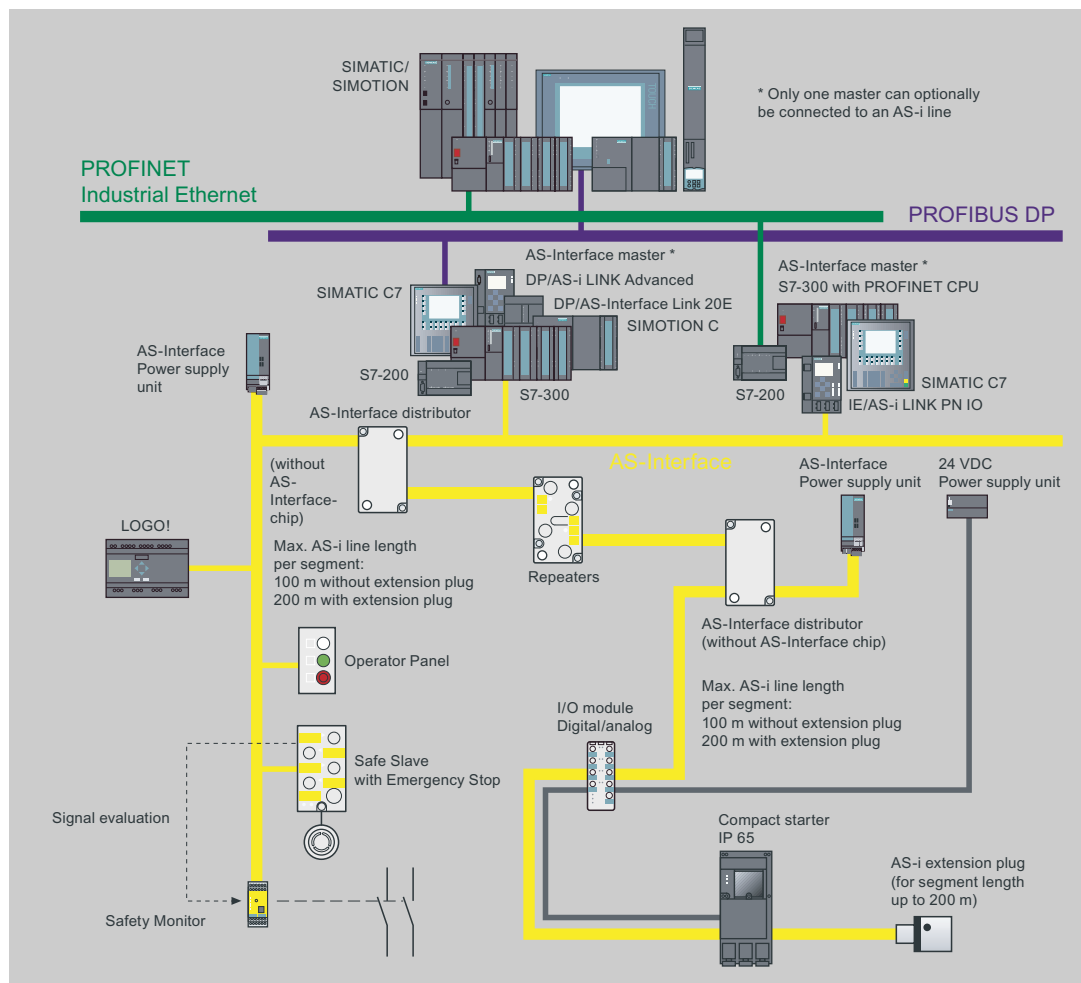 SIMATIC/
SIMOTION
TOUCH
* Only one master can optionally
be connected to an AS-i line
PROFINET
Industrial Ethernet
PROFIBUS DP
AS-Interface master *
DP/AS-i LINK Advanced
DP/AS-Interface Link 20E
SIMOTION C
SIMATIC C7
S7-200
S7-300
AS-Interface master *
S7-300 with PROFINET CPU
S7-200
SIMATIC C7
IE/AS-i LINK PN IO
AS-Interface
Power supply
unit
AS-Interface distributor
(without
AS-
Interface-
chip)
AS-Interface
AS-Interface
Power supply unit
24 VDC
Power supply unit
LOGO!
Max. AS-i line length
per segment:
100 m without extension plug
200 m with extension plug
Repeaters
AS-Interface distributor
(without AS-Interface chip)
Operator Panel
Max. AS-i line length
per segment:
100 m without extension plug
200 m with extension plug
I/O module
Digital/analog
Safe Slave
with Emergency Stop
Signal evaluation
Compact starter
IP 65
AS-i extension plug
(for segment length
up to 200 m)
Safety Monitor